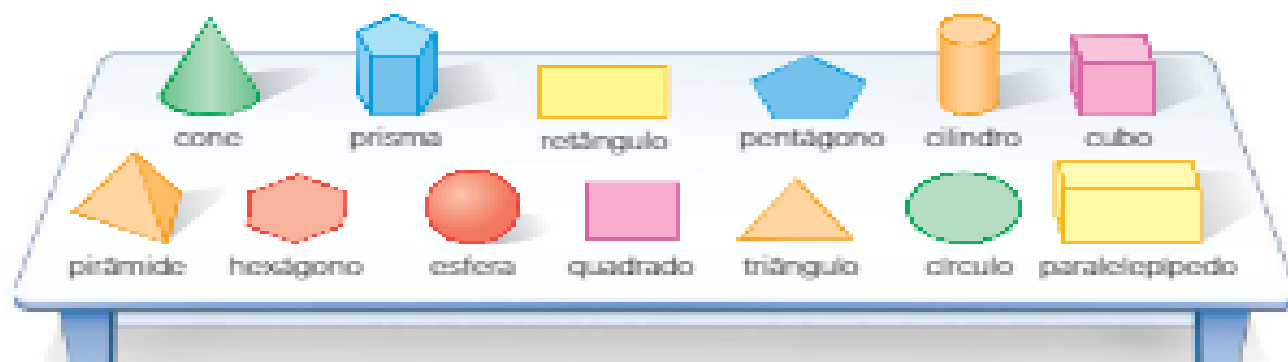 cone prisma retângulo pentágono cilindro cubo
pirâmide hexágono esfera quadrado triângulo círculo paralelepípedo